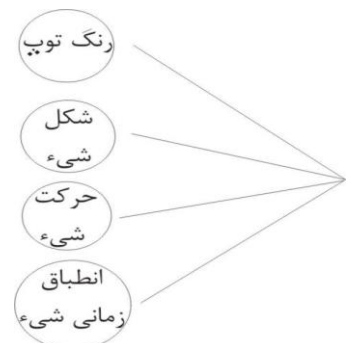 رنگ توپ
شکل
شیء
حرکت
شیء
انطباق
زمانی شیء